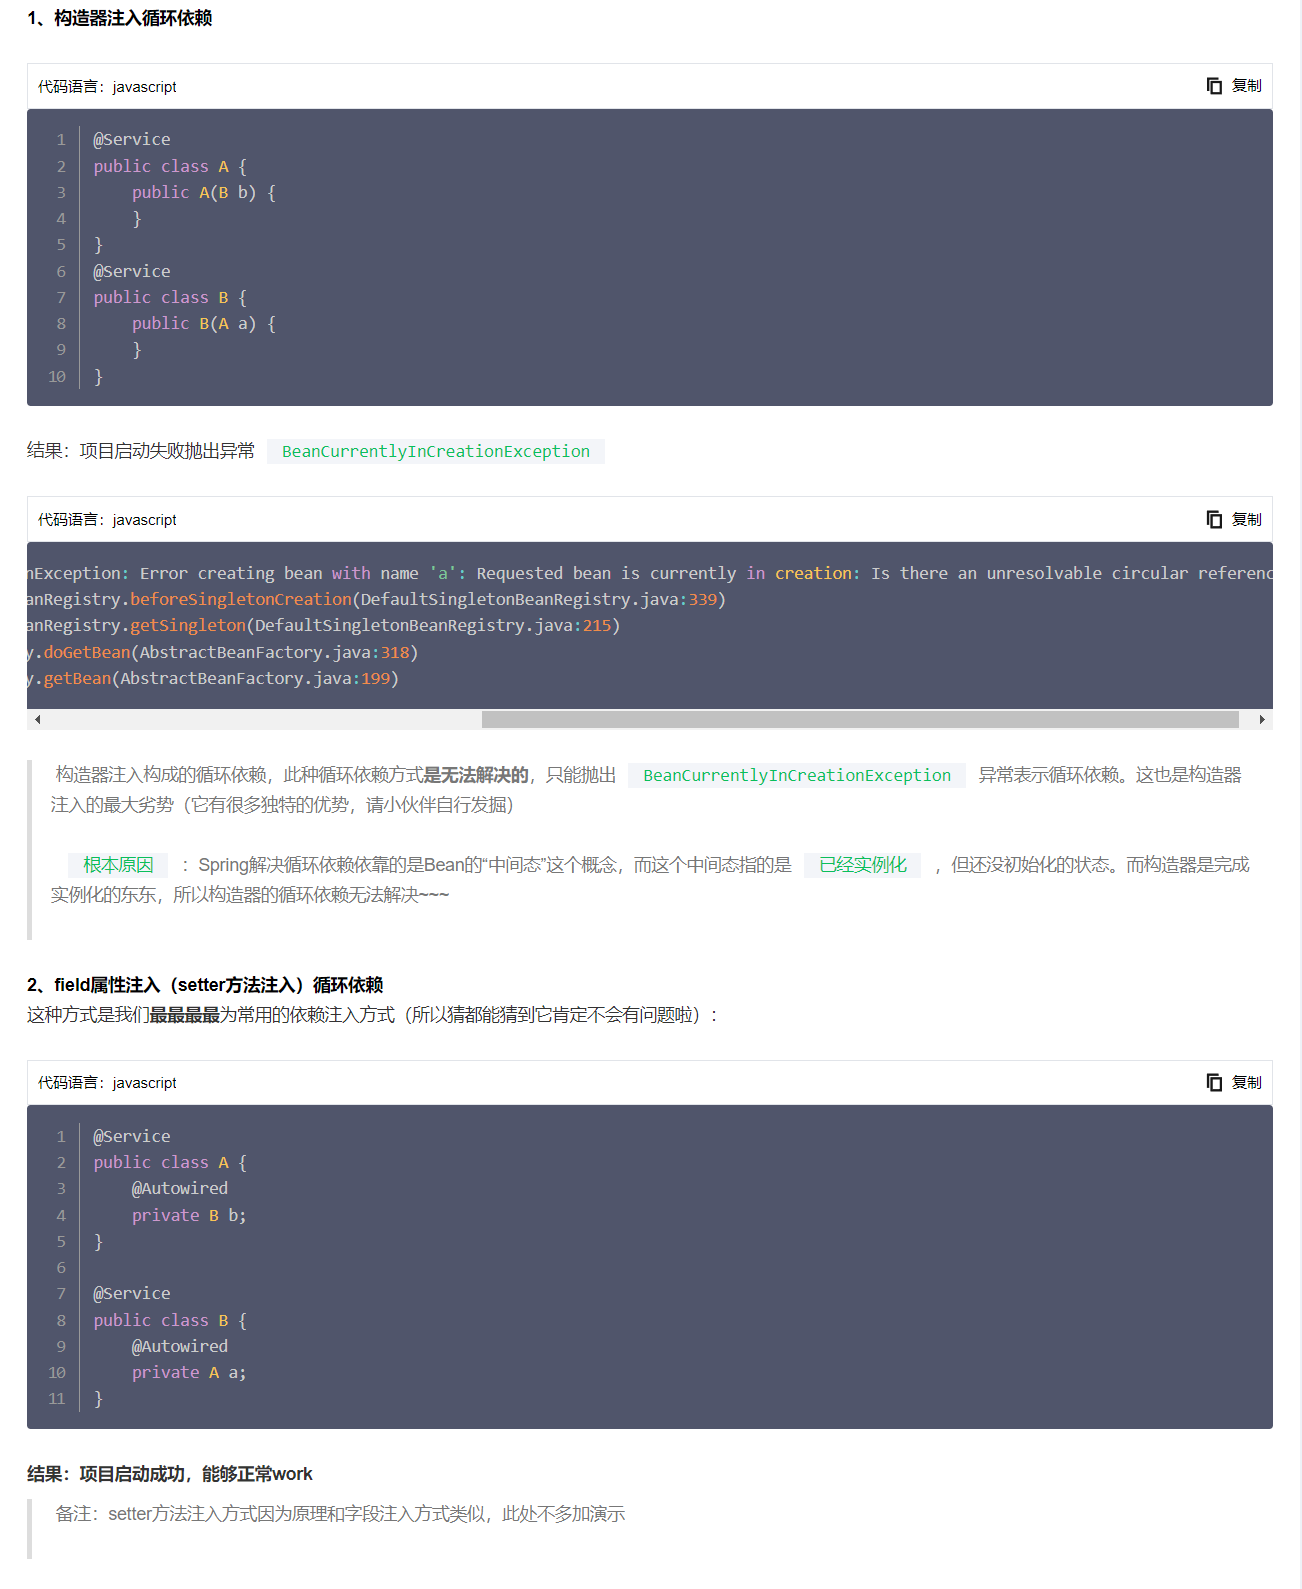 1、构造器注入循环依赖
代码语言：javascript
复制
1 @Service
2 public class A {
3     public A(B b) {
4     }
5 }
6 @Service
7 public class B {
8     public B(A a) {
9     }
10 }
结果：项目启动失败抛出异常 BeanCurrentlyInCreationException
代码语言：javascript
复制
nException: Error creating bean with name 'a': Requested bean is currently in creation: Is there an unresolvable circular referenc
anRegistry.beforeSingletonCreation(DefaultSingletonBeanRegistry.java:339)
anRegistry.getSingleton(DefaultSingletonBeanRegistry.java:215)
y.doGetBean(AbstractBeanFactory.java:318)
y.getBean(AbstractBeanFactory.java:199)
构造器注入构成的循环依赖，此种循环依赖方式是无法解决的，只能抛出 BeanCurrentlyInCreationException 异常表示循环依赖。这也是构造器
注入的最大劣势（它有很多独特的优势，请小伙伴自行发掘）
根本原因 ：Spring解决循环依赖依靠的是Bean的“中间态”这个概念，而这个中间态指的是 已经实例化 ，但还没初始化的状态。而构造器是完成
实例化的东东，所以构造器的循环依赖无法解决~~~
2、field属性注入（setter方法注入）循环依赖
这种方式是我们最最最最为常用的依赖注入方式（所以猜都能猜到它肯定不会有问题啦）：
代码语言：javascript
复制
1 @Service
2 public class A {
3     @Autowired
4     private B b;
5 }
6
7 @Service
8 public class B {
9     @Autowired
10     private A a;
11 }
结果：项目启动成功，能够正常work
备注：setter方法注入方式因为原理和字段注入方式类似，此处不多加演示